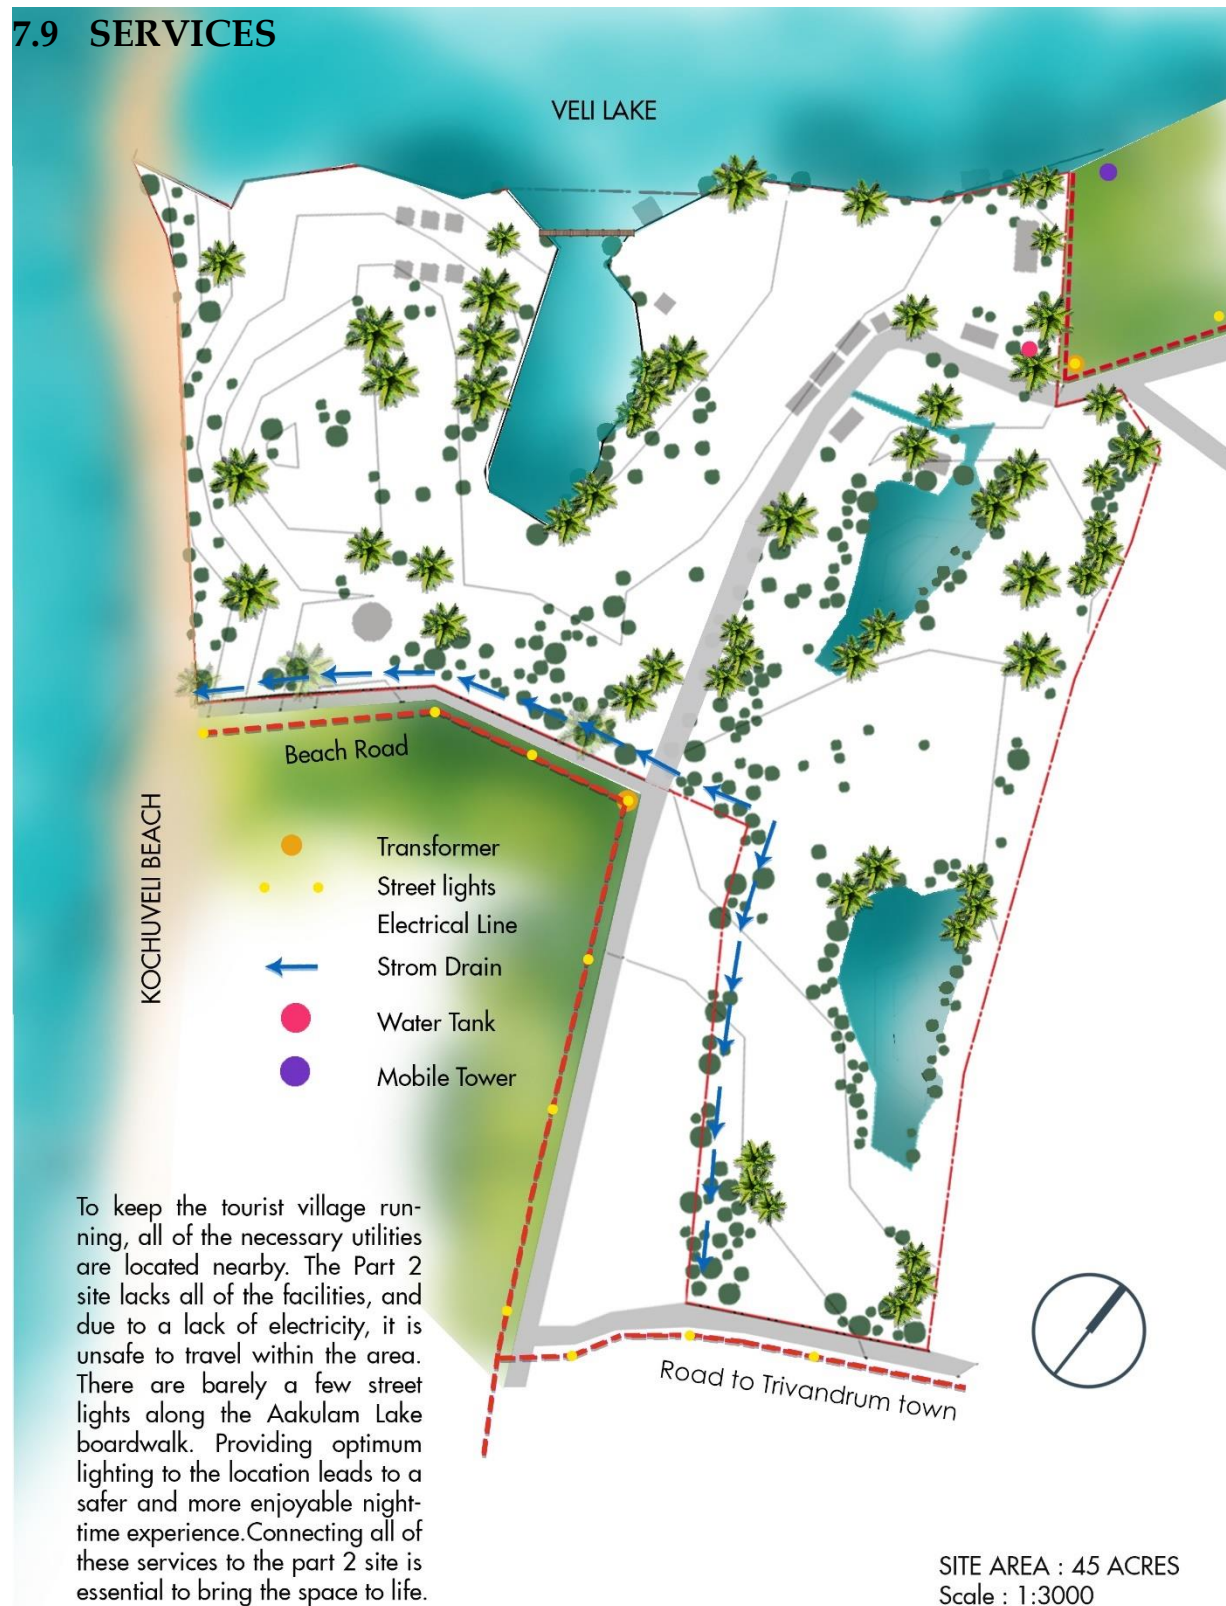 7.9 SERVICES
VELI LAKE
Beach Road
KOCHUVELI BEACH
Transformer
Street lights
Electrical Line
Strom Drain
Water Tank
Mobile Tower
To keep the tourist village run-
ning, all of the necessary utilities
are located nearby. The Part 2
site lacks all of the facilities, and
due to a lack of electricity, it is
unsafe to travel within the area.
There are barely a few street
lights along the Aakulam Lake
boardwalk. Providing optimum
lighting to the location leads to a
safer and more enjoyable night-
time experience.Connecting all of
these services to the part 2 site is
essential to bring the space to life.
Road to Trivandrum town
SITE AREA : 45 ACRES
Scale : 1:3000